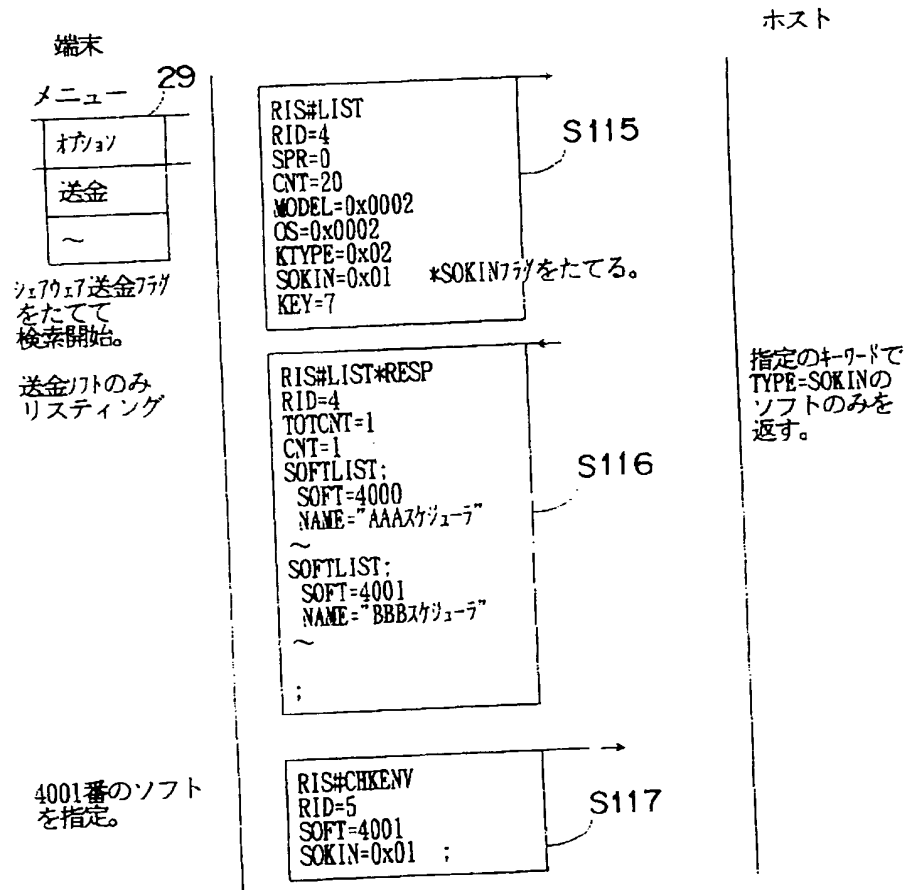 端末
ホスト
メニュー
29
オプション
送金
~
シェアウェア送金フラグ
をたてて
検索開始。
送金ソフトのみ
リスティング
RIS#LIST
RID=4
SPR=0
CNT=20
MODEL=0x0002
OS=0x0002
KTYPE=0x02
SOKIN=0x01 *SOKINフラグをたてる。
KEY=7
S115
RIS#LIST*RESP
RID=4
TOTCNT=1
CNT=1
SOFTLIST;
SOFT=4000
NAME="AAAスケジューラ"
~
SOFTLIST;
SOFT=4001
NAME="BBBスケジューラ"
~
;
S116
指定のキーワードで
TYPE=SOKINの
ソフトのみを
返す。
4001番のソフト
を指定。
RIS#CHKENV
RID=5
SOFT=4001
SOKIN=0x01 ;
S117